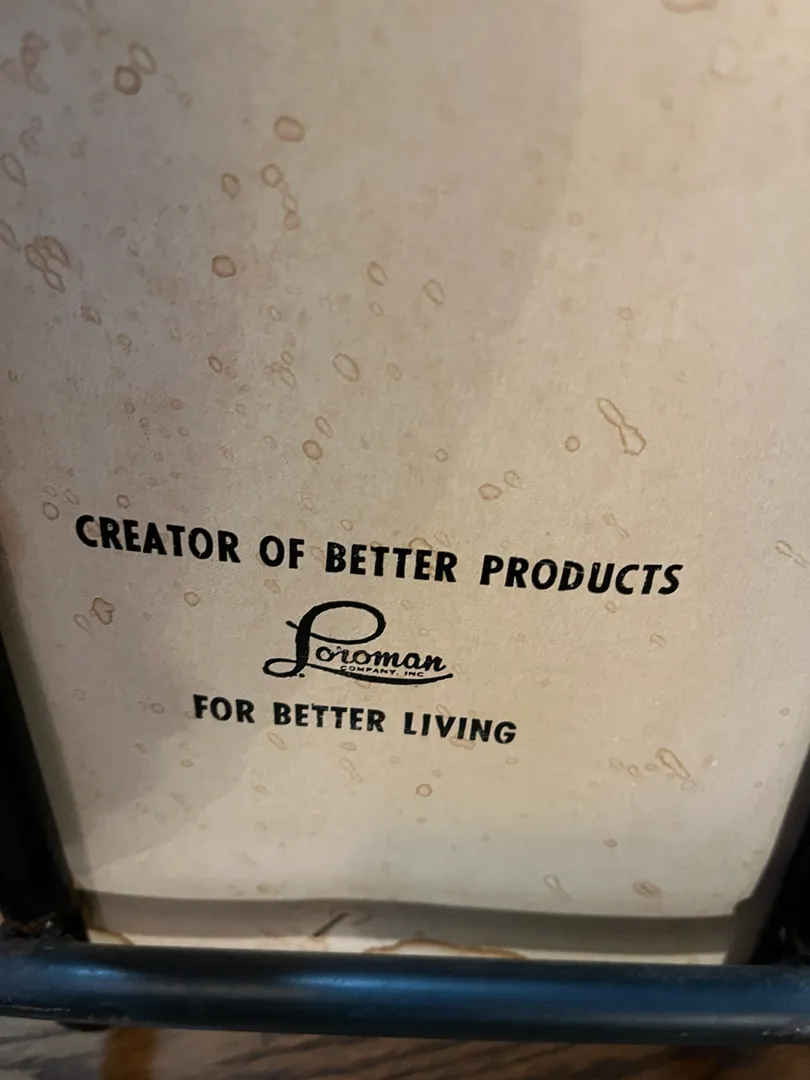 CREATOR OF BETTER PRODUCTS
Loroman
COMPANY, INC
FOR BETTER LIVING